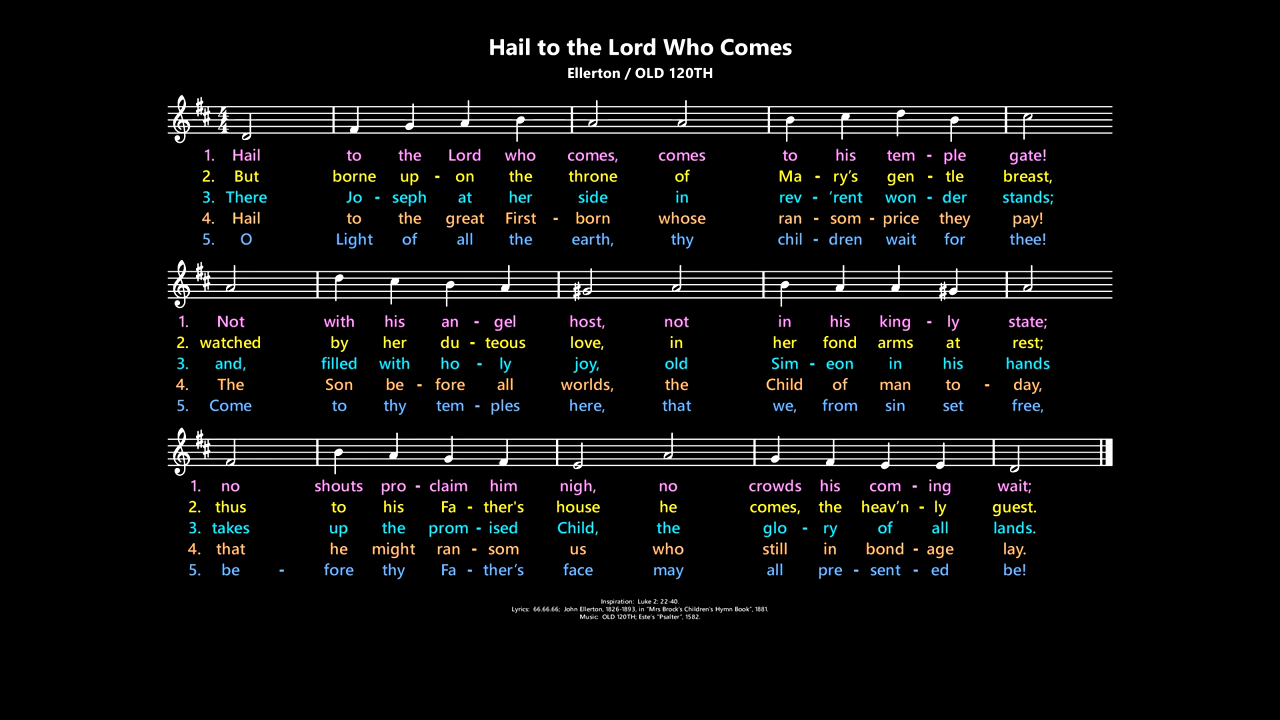 Hail to the Lord Who Comes
Ellerton / OLD 120TH
1. Hail to the Lord who comes, comes to his tem - ple gate!
2. But borne up - on the throne of Ma - ry’s gen - tle breast,
3. There Jo - seph at her side in rev - ’rent won - der stands;
4. Hail to the great First - born whose ran - som - price they pay!
5. O Light of all the earth, thy chil - dren wait for thee!
1. Not with his an - gel host, not in his king - ly state;
2. watched by her du - teous love, in her fond arms at rest;
3. and, filled with ho - ly joy, old Sim - eon in his hands
4. The Son be - fore all worlds, the Child of man to - day,
5. Come to thy tem - ples here, that we, from sin set free,
1. no shouts pro - claim him nigh, no crowds his com - ing wait;
2. thus to his Fa - ther's house he comes, the heav’n - ly guest.
3. takes up the prom - ised Child, the glo - ry of all lands.
4. that he might ran - som us who still in bond - age lay.
5. be - fore thy Fa - ther’s face may all pre - sent - ed be!
Inspiration: Luke 2: 22-40.
Lyrics: 66.66.66; John Ellerton, 1826-1893, in "Mrs Brock's Children's Hymn Book", 1881.
Music: OLD 120TH; Este's "Psalter", 1582.